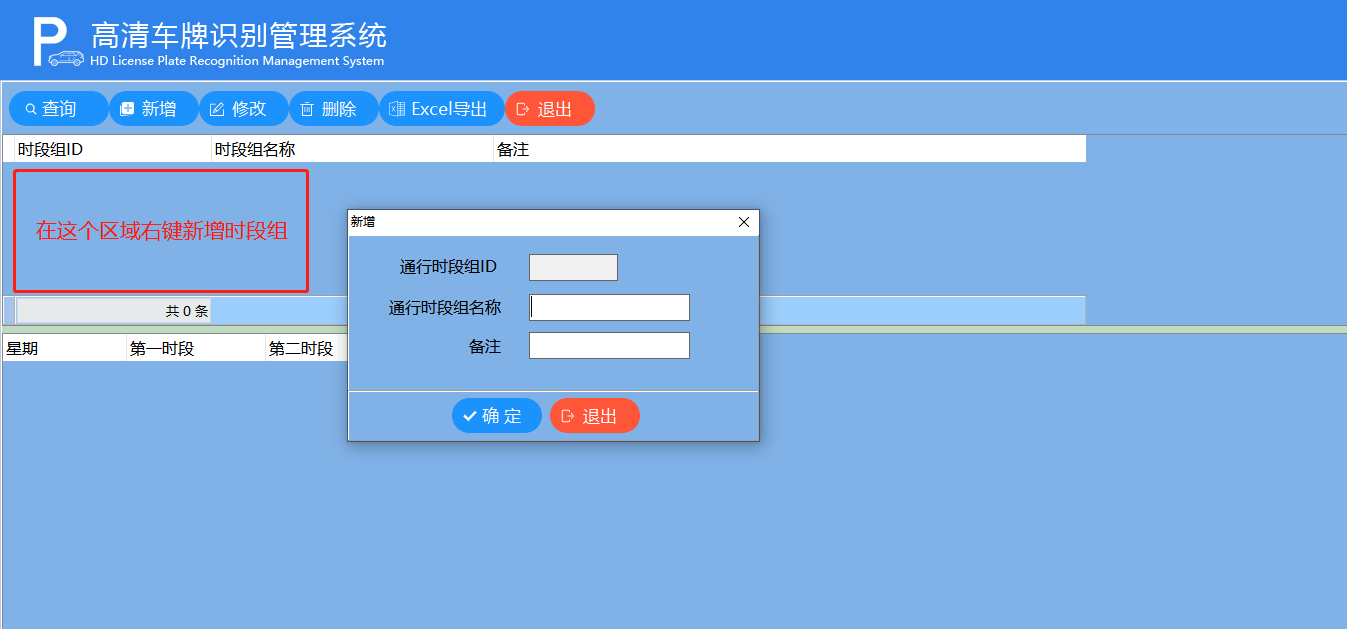 P 高清车牌识别管理系统
HD License Plate Recognition Management System
查询 新增 修改 删除 Excel导出 退出
时段组ID 时段组名称 备注
在这个区域右键新增时段组
新增
通行时段组ID
通行时段组名称
备注
确 定 退出
共 0 条
星期 第一时段 第二时段